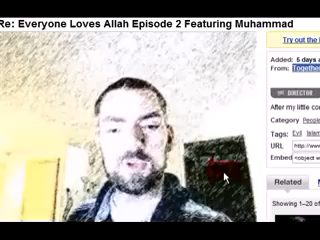 Re: Everyone Loves Allah Episode 2 Featuring Muhammad
Try out the
Added: 5 days a
From: Together
DIRECTOR
After my little co
Category People
Tags: Evil Islam
URL http://www
Embed <object w
Related
Showing 1–20 of